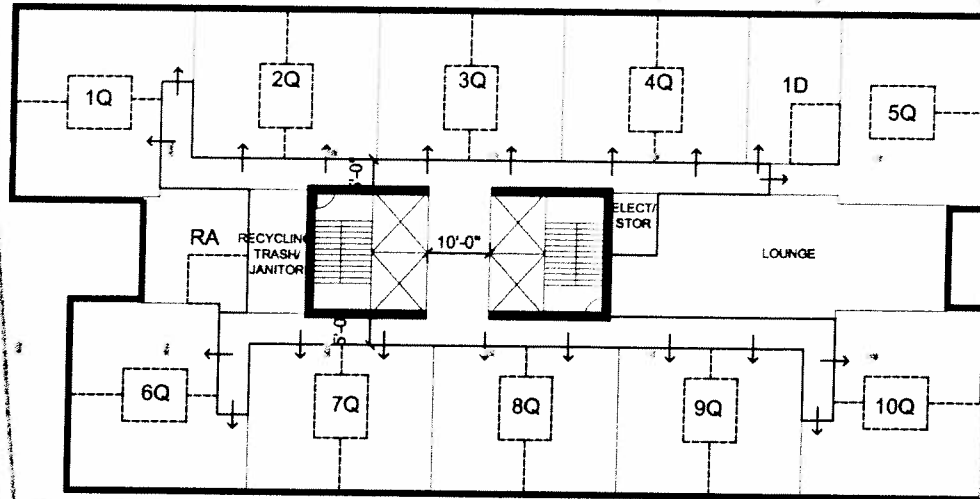 1Q
2Q
3Q
4Q
1D
5Q
RA
RECYCLING
TRASH/
JANITOR
10'-0"
ELECT/
STOR
LOUNGE
6Q
7Q
8Q
9Q
10Q